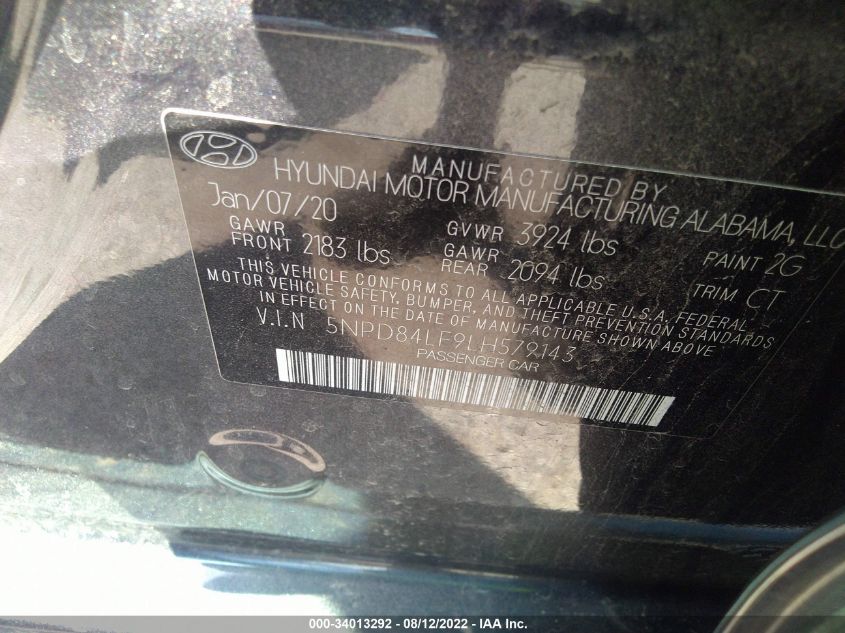 MANUFACTURED BY
HYUNDAI MOTOR MANUFACTURING ALABAMA, LLC
Jan/07/20
GAWR FRONT 2183 lbs
GVWR 3924 lbs
GAWR REAR 2094 lbs
PAINT 2G
TRIM CT
THIS VEHICLE CONFORMS TO ALL APPLICABLE U.S.A. FEDERAL
MOTOR VEHICLE SAFETY, BUMPER, AND THEFT PREVENTION STANDARDS
IN EFFECT ON THE DATE OF MANUFACTURE SHOWN ABOVE
V.I.N 5NPD84LF9LH579143
PASSENGER CAR
000-34013292 - 08/12/2022 - IAA Inc.